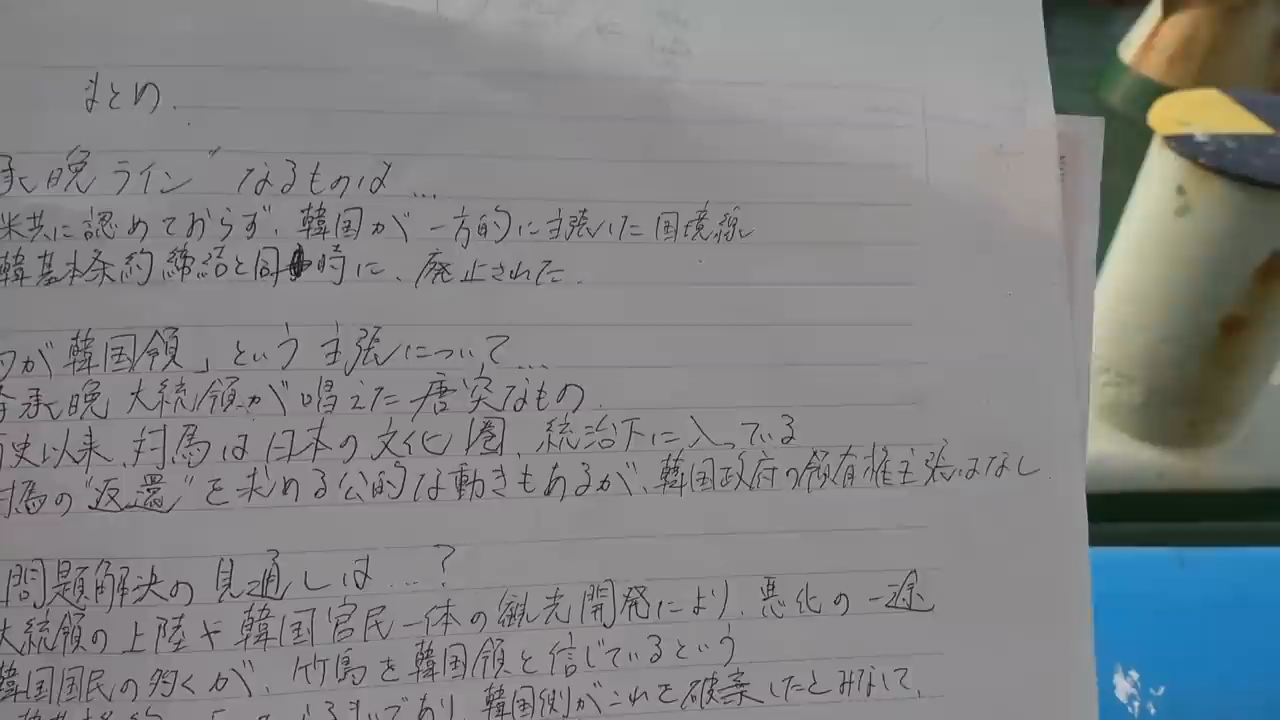 まとめ.
承晩ライン"なるものは...
米共に認めておらず、韓国が一方的に主張した国境線
韓基本条約締結と同時に、廃止された.
が韓国領」という主張について...
承晩大統領が唱えた唐突なもの.
史以来、対馬は日本の文化圏、統治下に入っている
馬の"返還"を求める公的な動きもあるが、韓国政府の領有権主張はなし
問題解決の見通しは...?
大統領の上陸や韓国官民一体の観光開発により、悪化の一途
韓国国民の多くが、竹島を韓国領と信じているという
であり、韓国側がこれを破棄したとみなして、